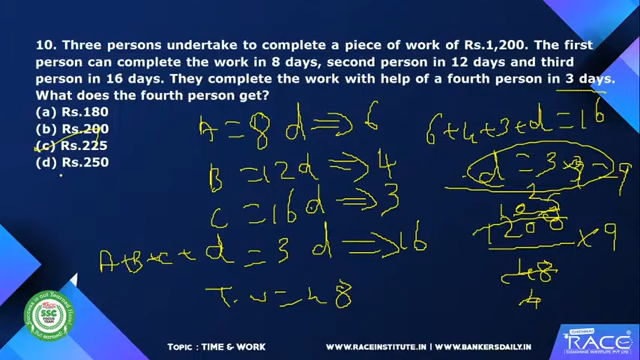 10. Three persons undertake to complete a piece of work of Rs.1,200. The first
person can complete the work in 8 days, second person in 12 days and third
person in 16 days. They complete the work with help of a fourth person in 3 days.
What does the fourth person get?
(a) Rs.180
(b) Rs.200
(c) Rs.225
(d) Rs.250
A = 8 d ⇒ 6
B = 12d ⇒ 4
C = 16 d ⇒ 3
A+B+C+d = 3 d ⇒ 16
T.w = 48
6+4+3+d = 16
d = 3×3 = 9
1200 × 9
48
4
SSC
TOPIC: TIME & WORK
WWW.RACEINSTITUTE.IN | BANKERSDAILY.IN
RACE